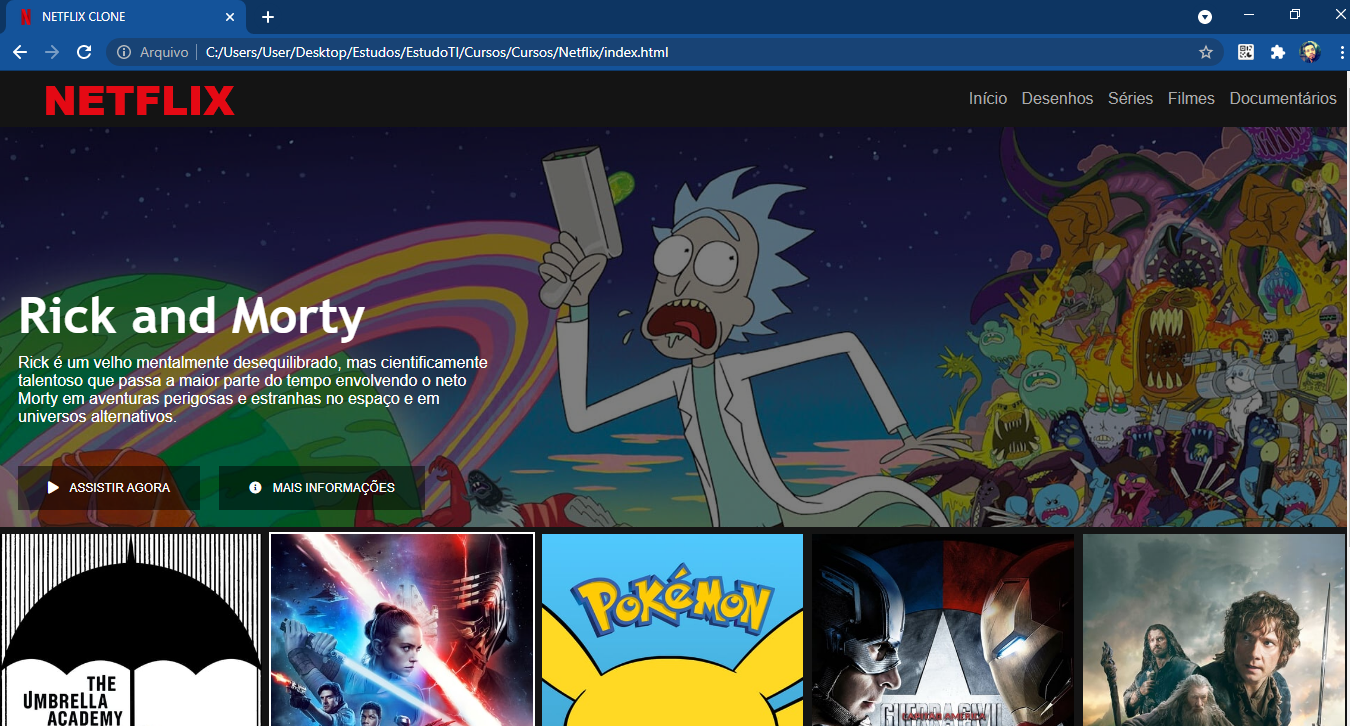 NETFLIX CLONE
Arquivo C:/Users/User/Desktop/Estudos/EstudoTI/Cursos/Cursos/Netflix/index.html
NETFLIX
Início Desenhos Séries Filmes Documentários
Rick and Morty
Rick é um velho mentalmente desequilibrado, mas cientificamente
talentoso que passa a maior parte do tempo envolvendo o neto
Morty em aventuras perigosas e estranhas no espaço e em
universos alternativos.
ASSISTIR AGORA MAIS INFORMAÇÕES
THE
UMBRELLA
ACADEMY
POKÉMON
GUERRA CIVIL
CAPITÃO AMÉRICA